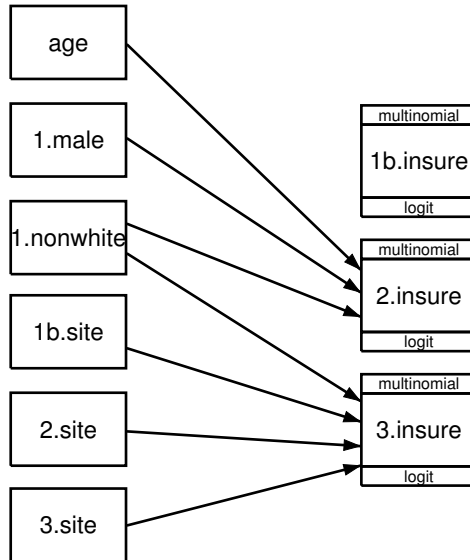 age
1.male
1.nonwhite
1b.site
2.site
3.site
multinomial
1b.insure
logit
multinomial
2.insure
logit
multinomial
3.insure
logit